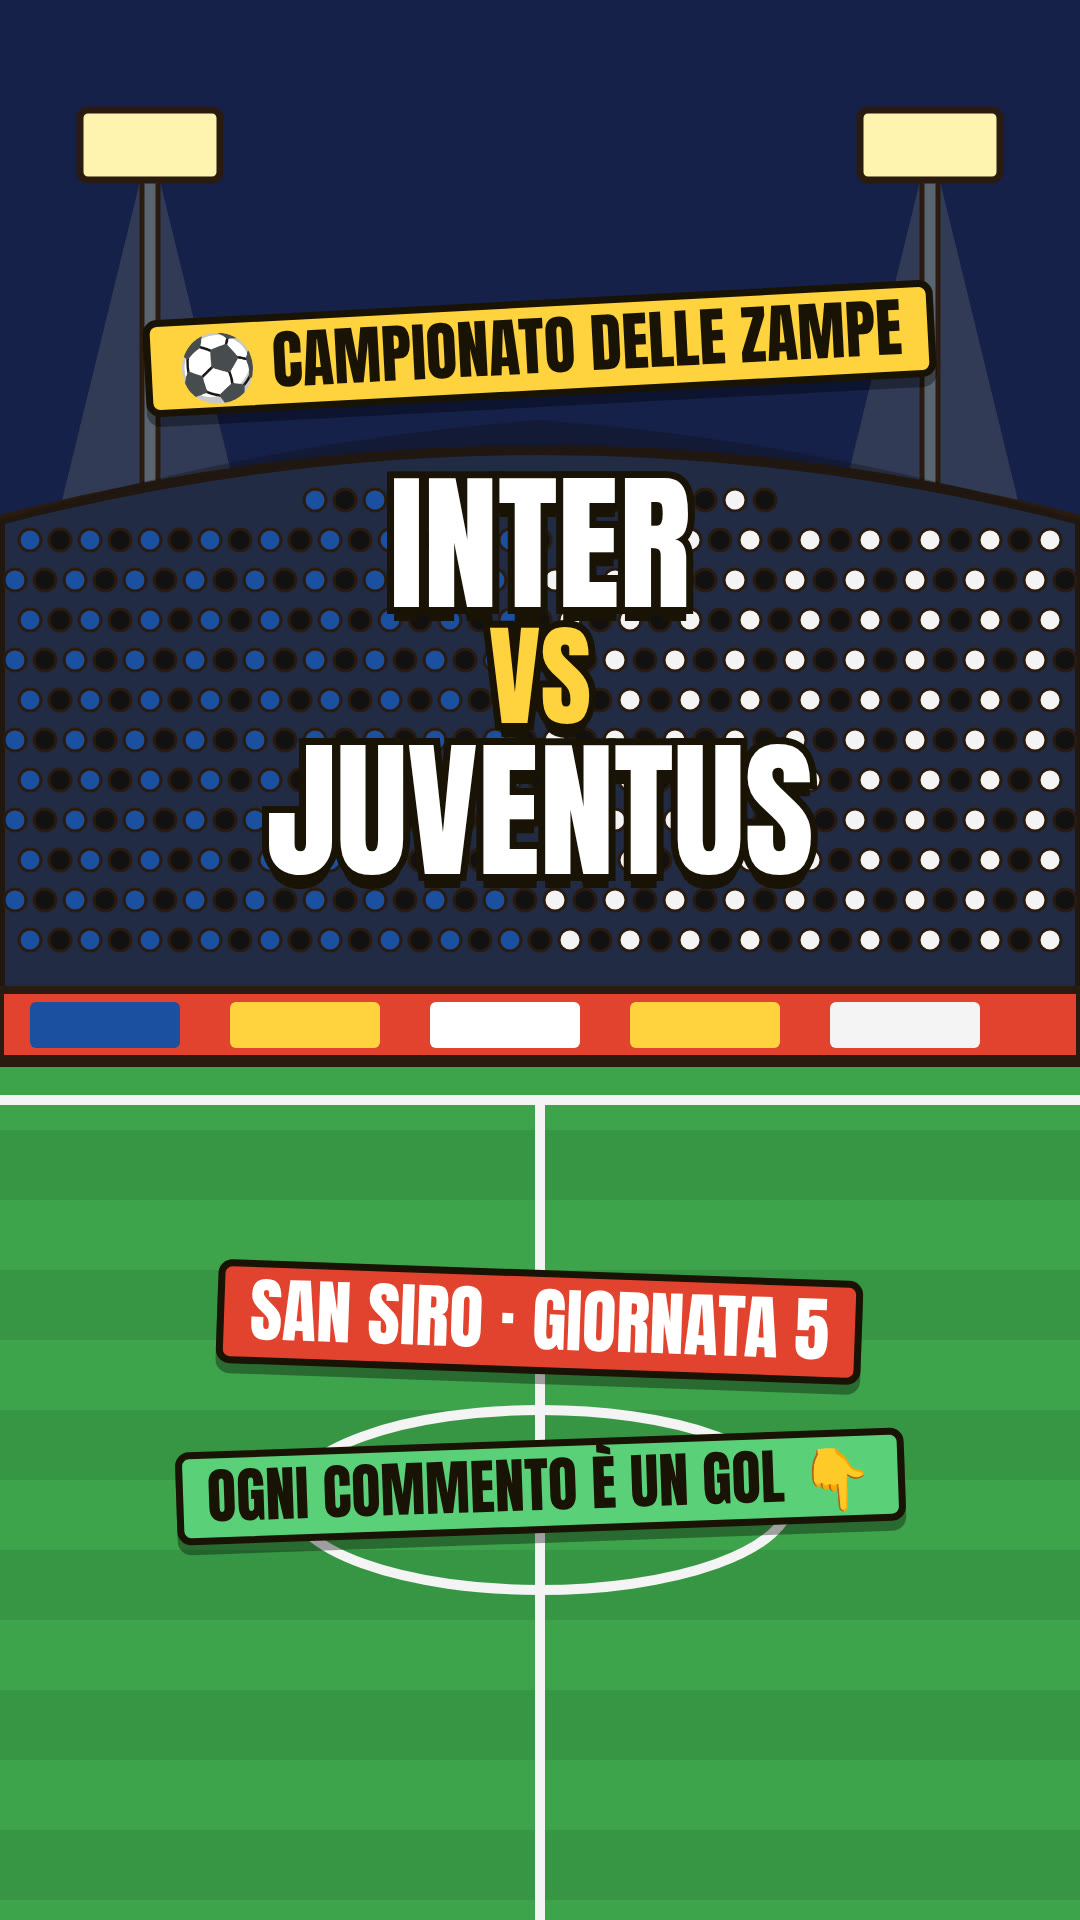 ⚽ CAMPIONATO DELLE ZAMPE
INTER
VS
JUVENTUS
SAN SIRO · GIORNATA 5
OGNI COMMENTO È UN GOL 👇